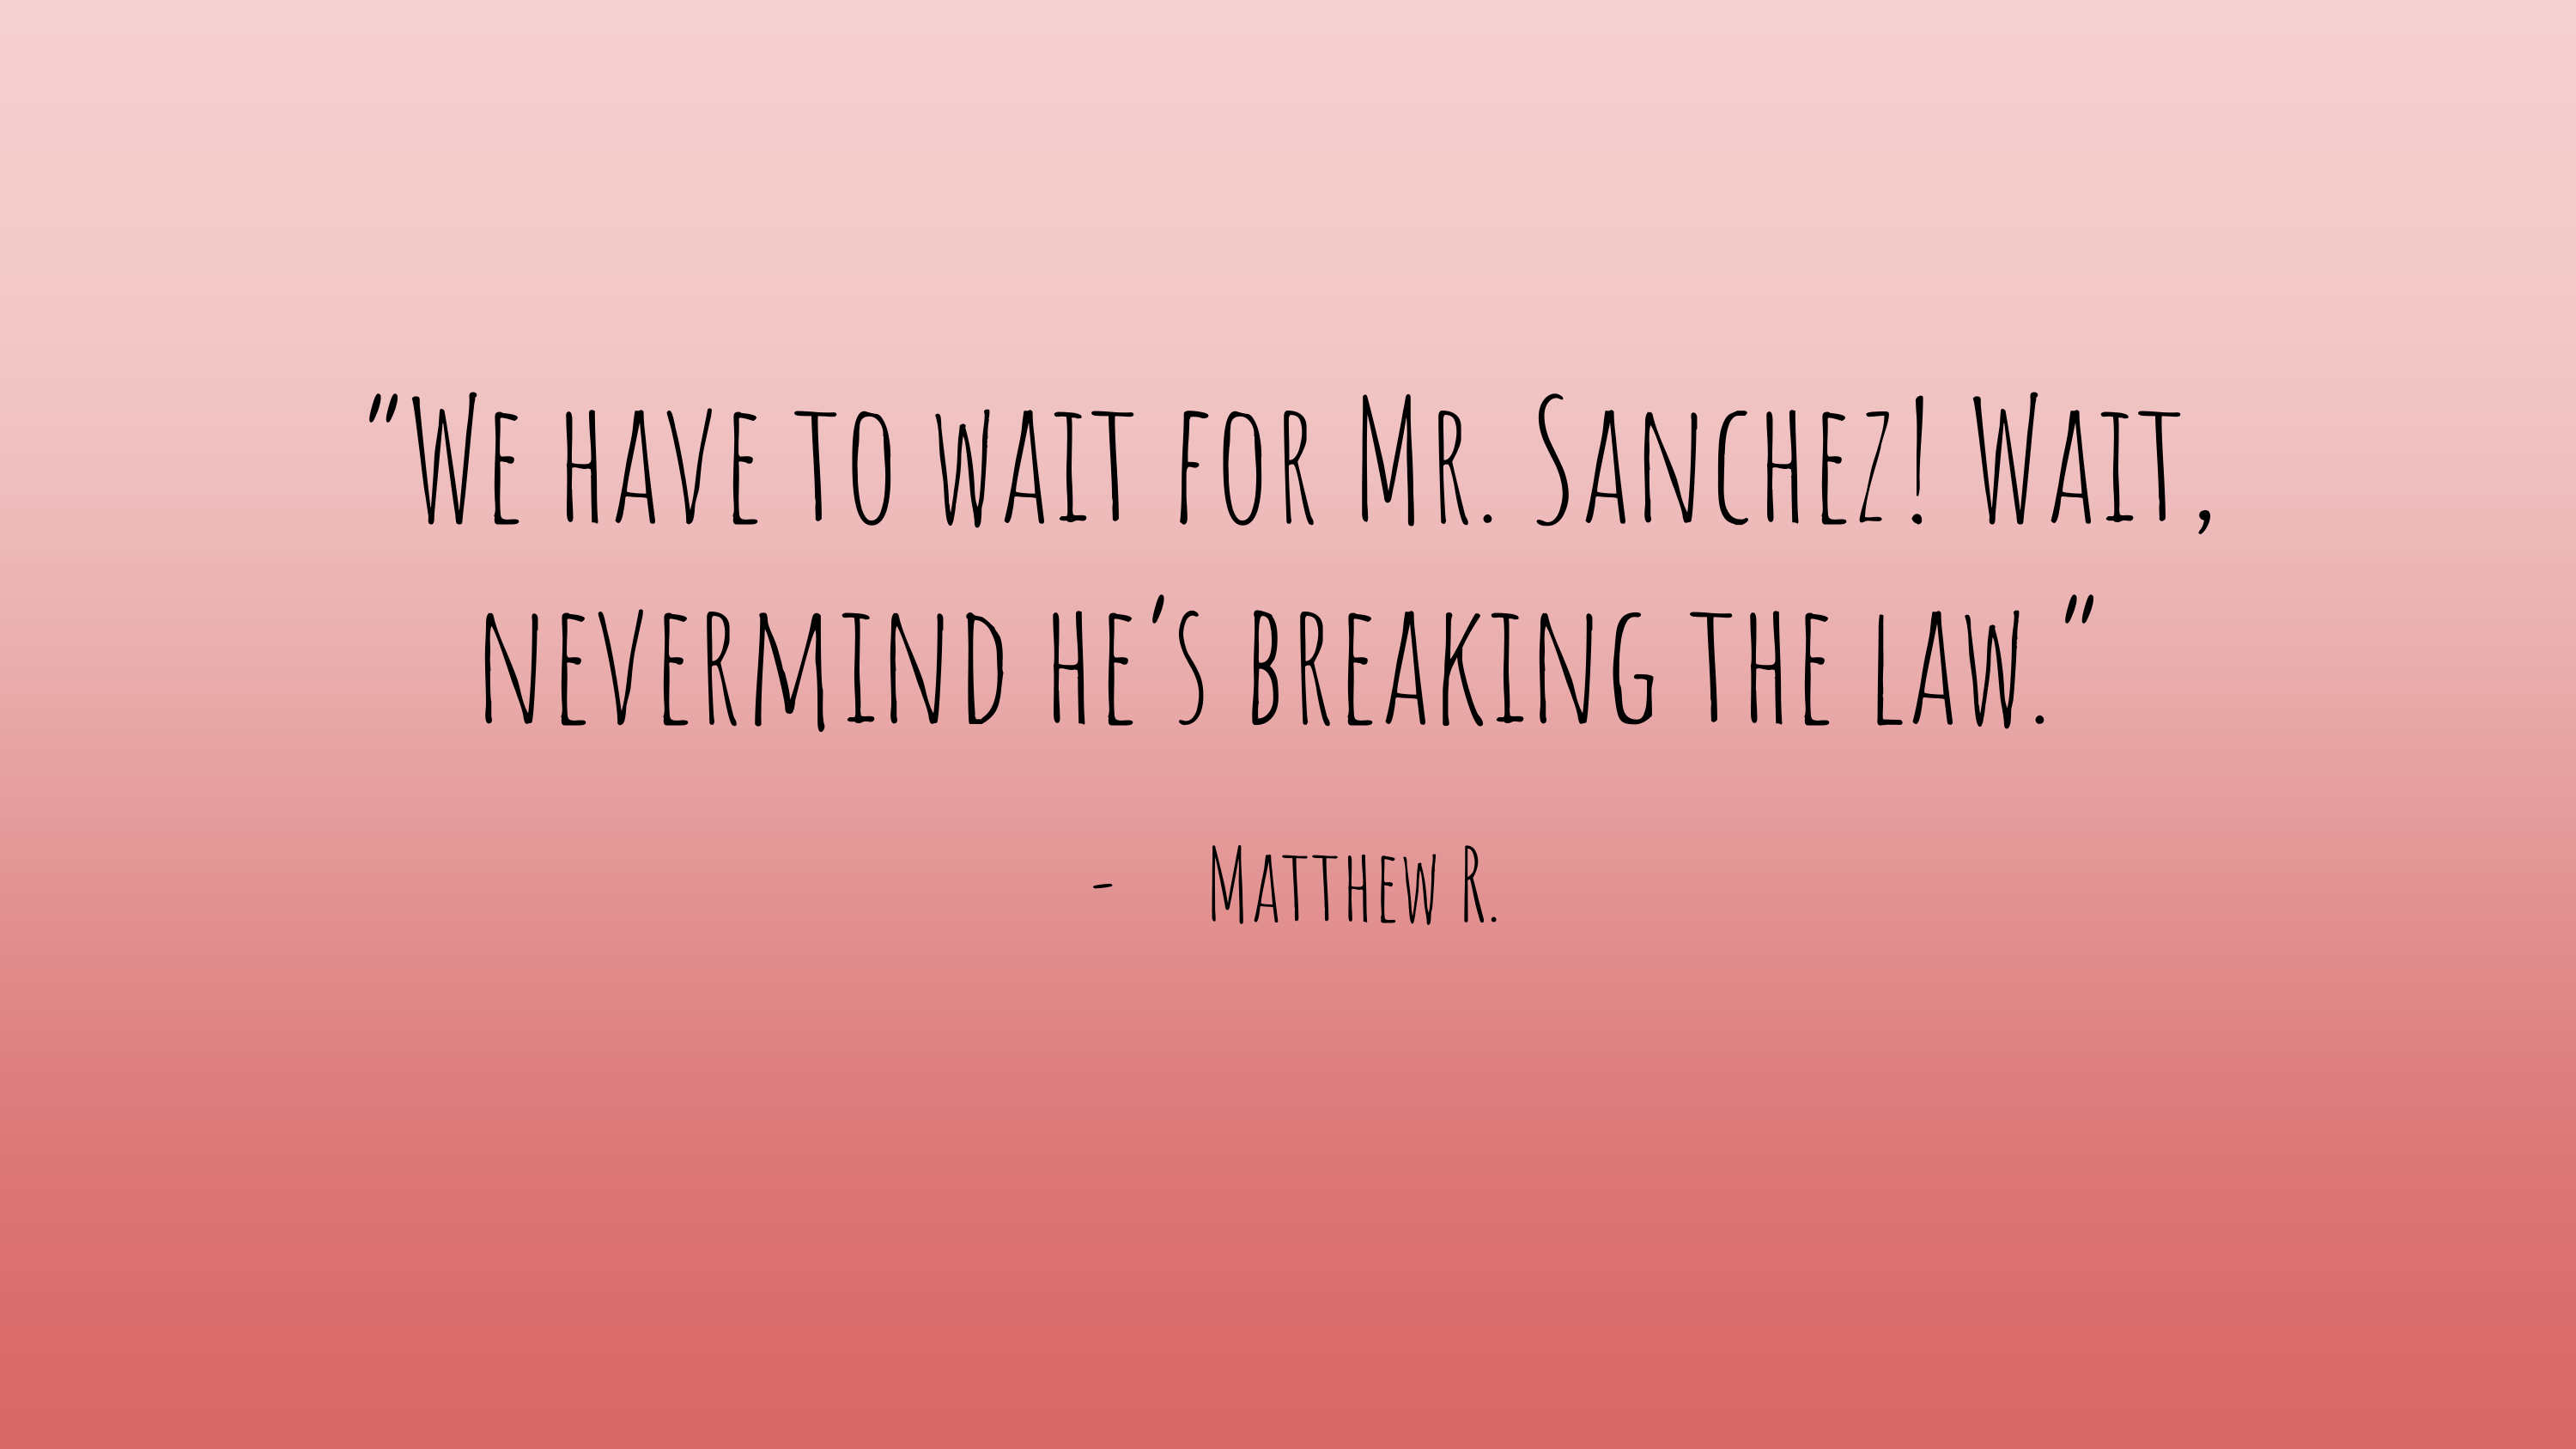 "We have to wait for Mr. Sanchez! Wait,
nevermind he's breaking the law."
- Matthew R.